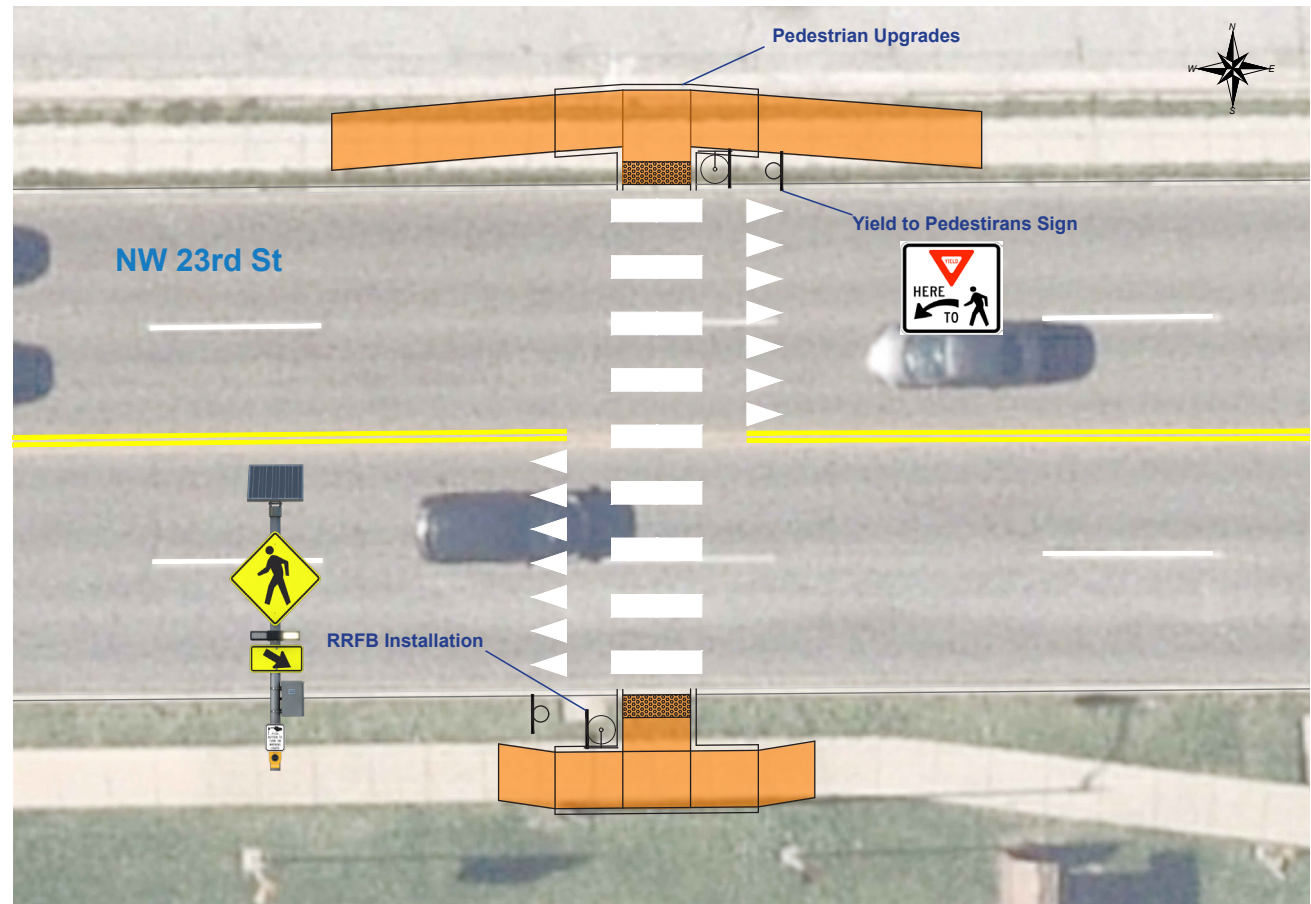 Pedestrian Upgrades
N
W
E
S
Yield to Pedestirans Sign
NW 23rd St
YIELD
HERE
TO
RRFB Installation